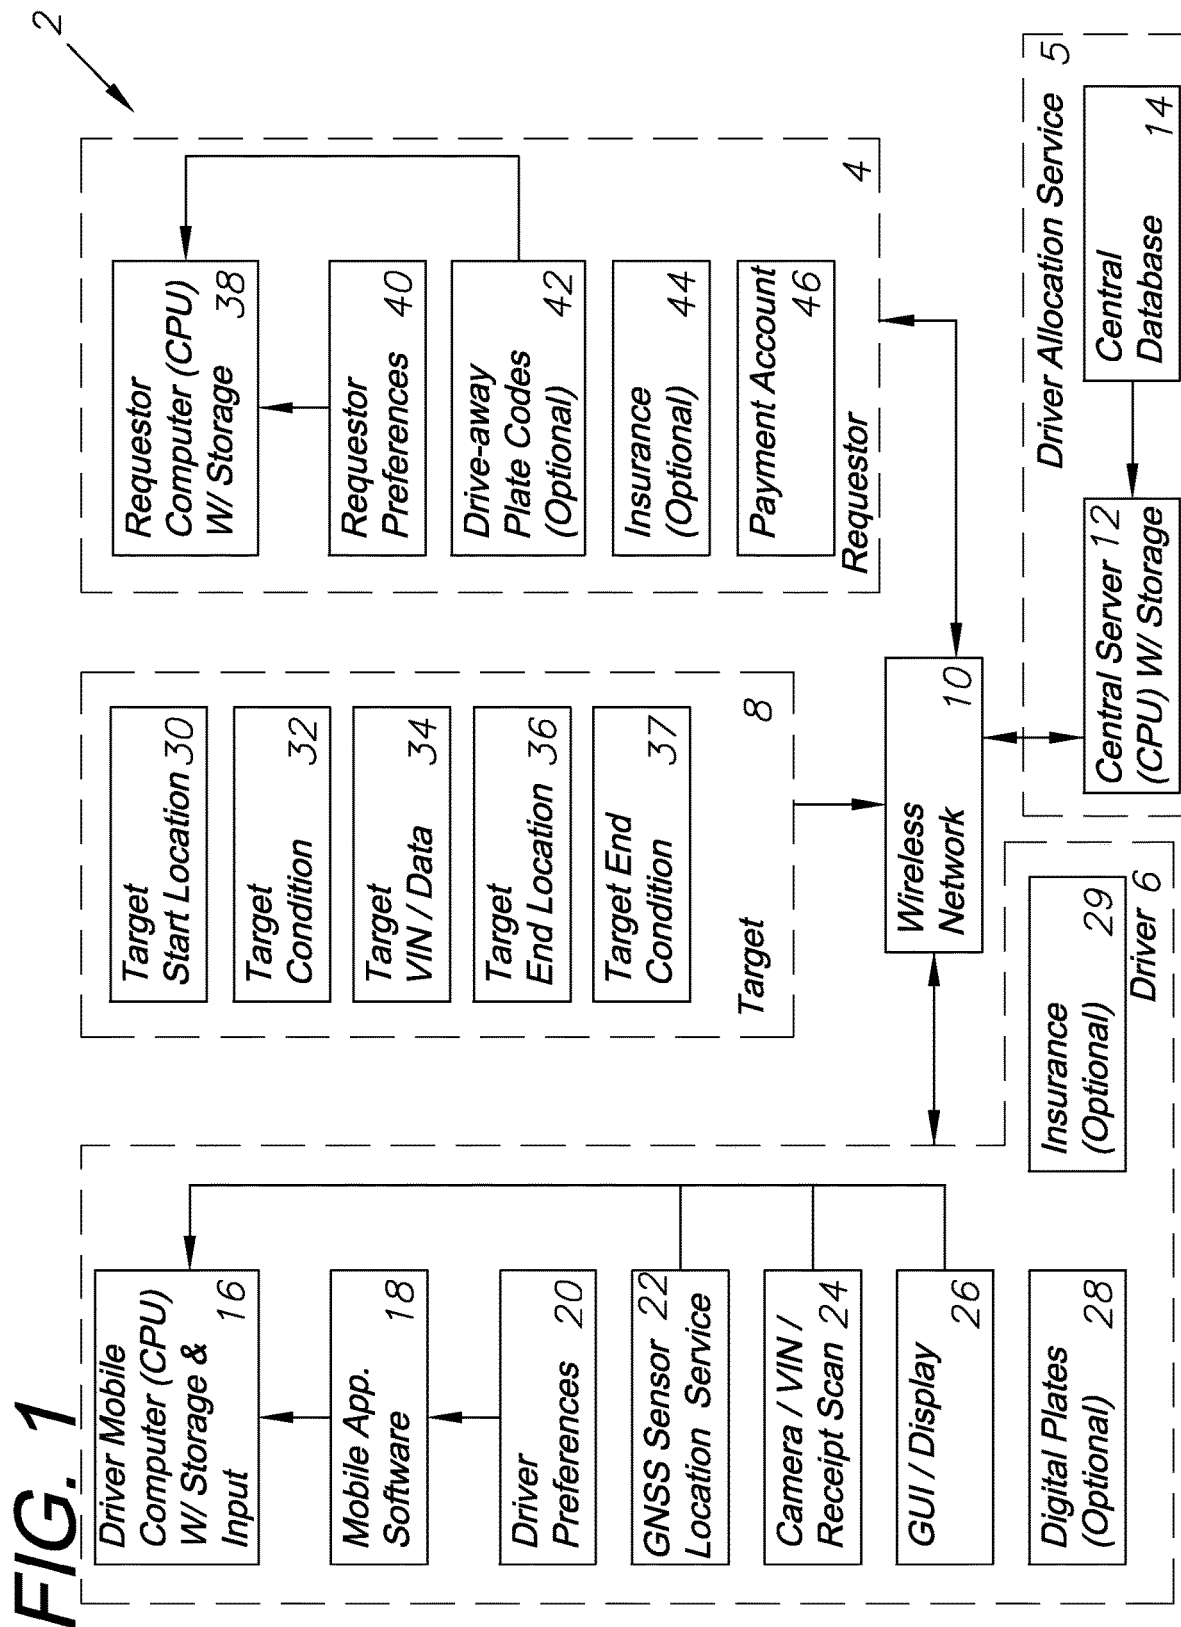 FIG. 1
2
Driver Mobile
Computer (CPU)
W/ Storage &
Input 16
Mobile App.
Software 18
Driver
Preferences 20
GNSS Sensor 22
Location Service
Camera / VIN /
Receipt Scan 24
GUI / Display
26
Digital Plates
(Optional) 28
Insurance
(Optional) 29
Driver 6
Target
Start Location 30
Target
Condition 32
Target
VIN / Data 34
Target
End Location 36
Target End
Condition 37
Target 8
Wireless
Network 10
Requestor
Computer (CPU)
W/ Storage 38
Requestor
Preferences 40
Drive-away
Plate Codes
(Optional) 42
Insurance
(Optional) 44
Payment Account
46
Requestor 4
Driver Allocation Service 5
Central Server 12
(CPU) W/ Storage
Central
Database 14